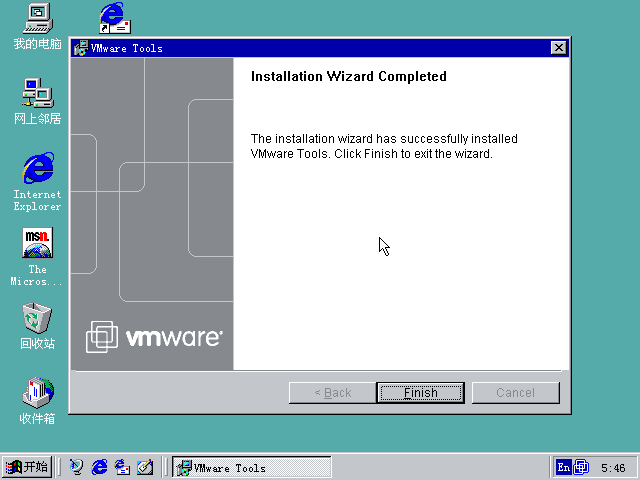 我的电脑
网上邻居
Internet
Explorer
msn.
The
Micros...
回收站
收件箱
VMware Tools
Installation Wizard Completed
The installation wizard has successfully installed
VMware Tools. Click Finish to exit the wizard.
vmware
< Back
Finish
Cancel
开始
VMware Tools
En
5:46